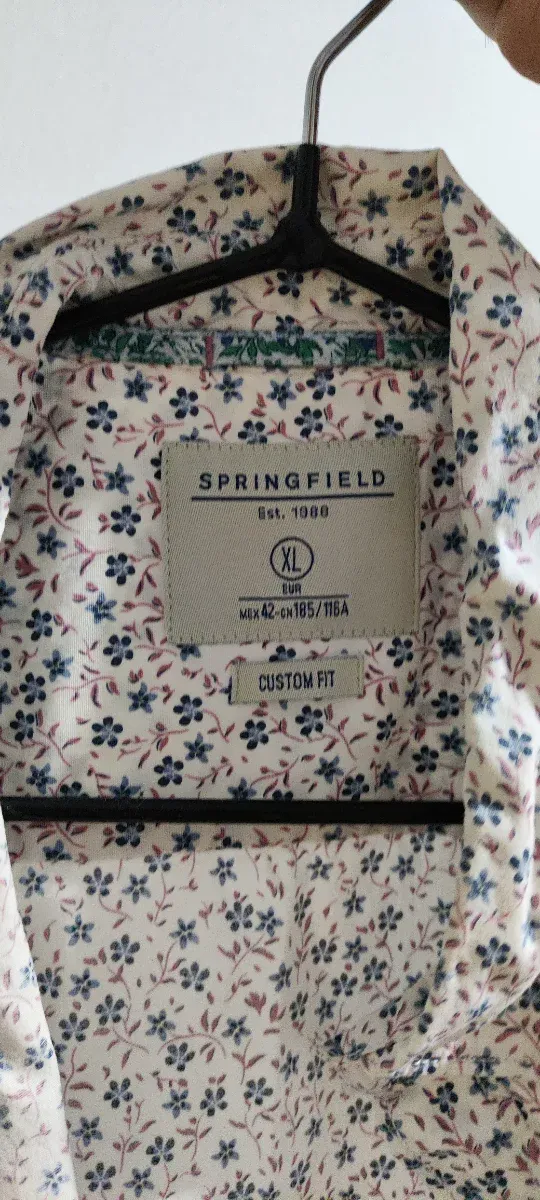 SPRINGFIELD
Est. 1988
XL
EUR
MEX 42-CN 185/116A
CUSTOM FIT